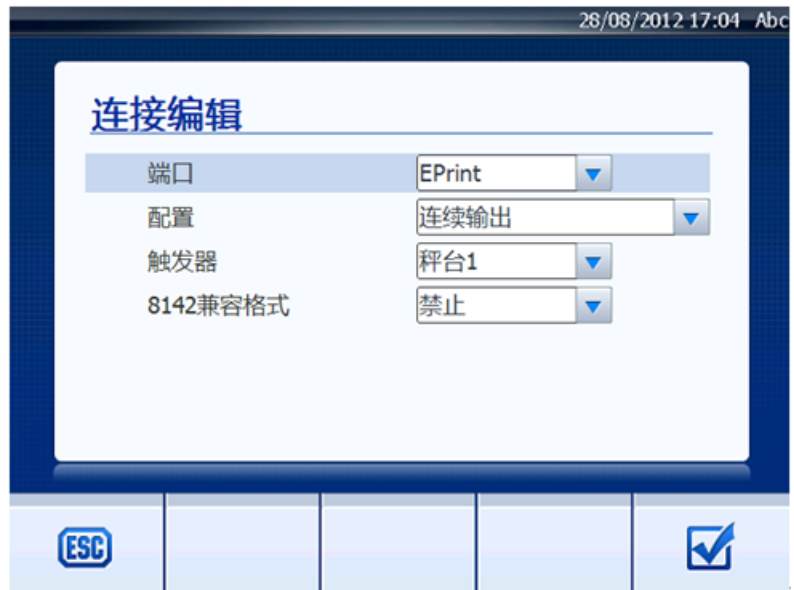 28/08/2012 17:04 Abc
连接编辑
端口 EPrint
配置 连续输出
触发器 秤台1
8142兼容格式 禁止
ESC